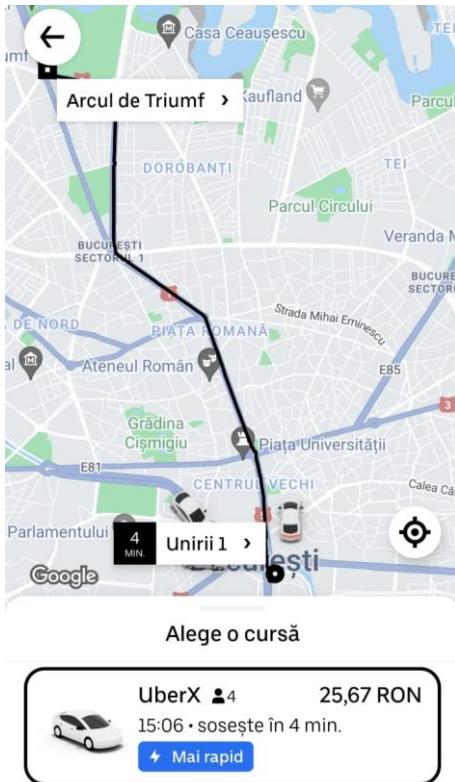 Casa Ceaușescu
TEI
Arcul de Triumf ›
Kaufland
Parcul
DOROBANȚI
TEI
Parcul Circului
BUCUREȘTI
SECTORUL 1
Veranda M
BUCURE
SECTORU
1
DE NORD
PIAȚA ROMANĂ
Strada Mihai Eminescu
Ateneul Român
E85
3
Grădina
Cișmigiu
Piața Universității
E81
CENTRUL VECHI
Calea Că
Parlamentului
4
MIN.
Unirii 1 ›
București
Google
Alege o cursă
UberX 4 25,67 RON
15:06 • sosește în 4 min.
Mai rapid